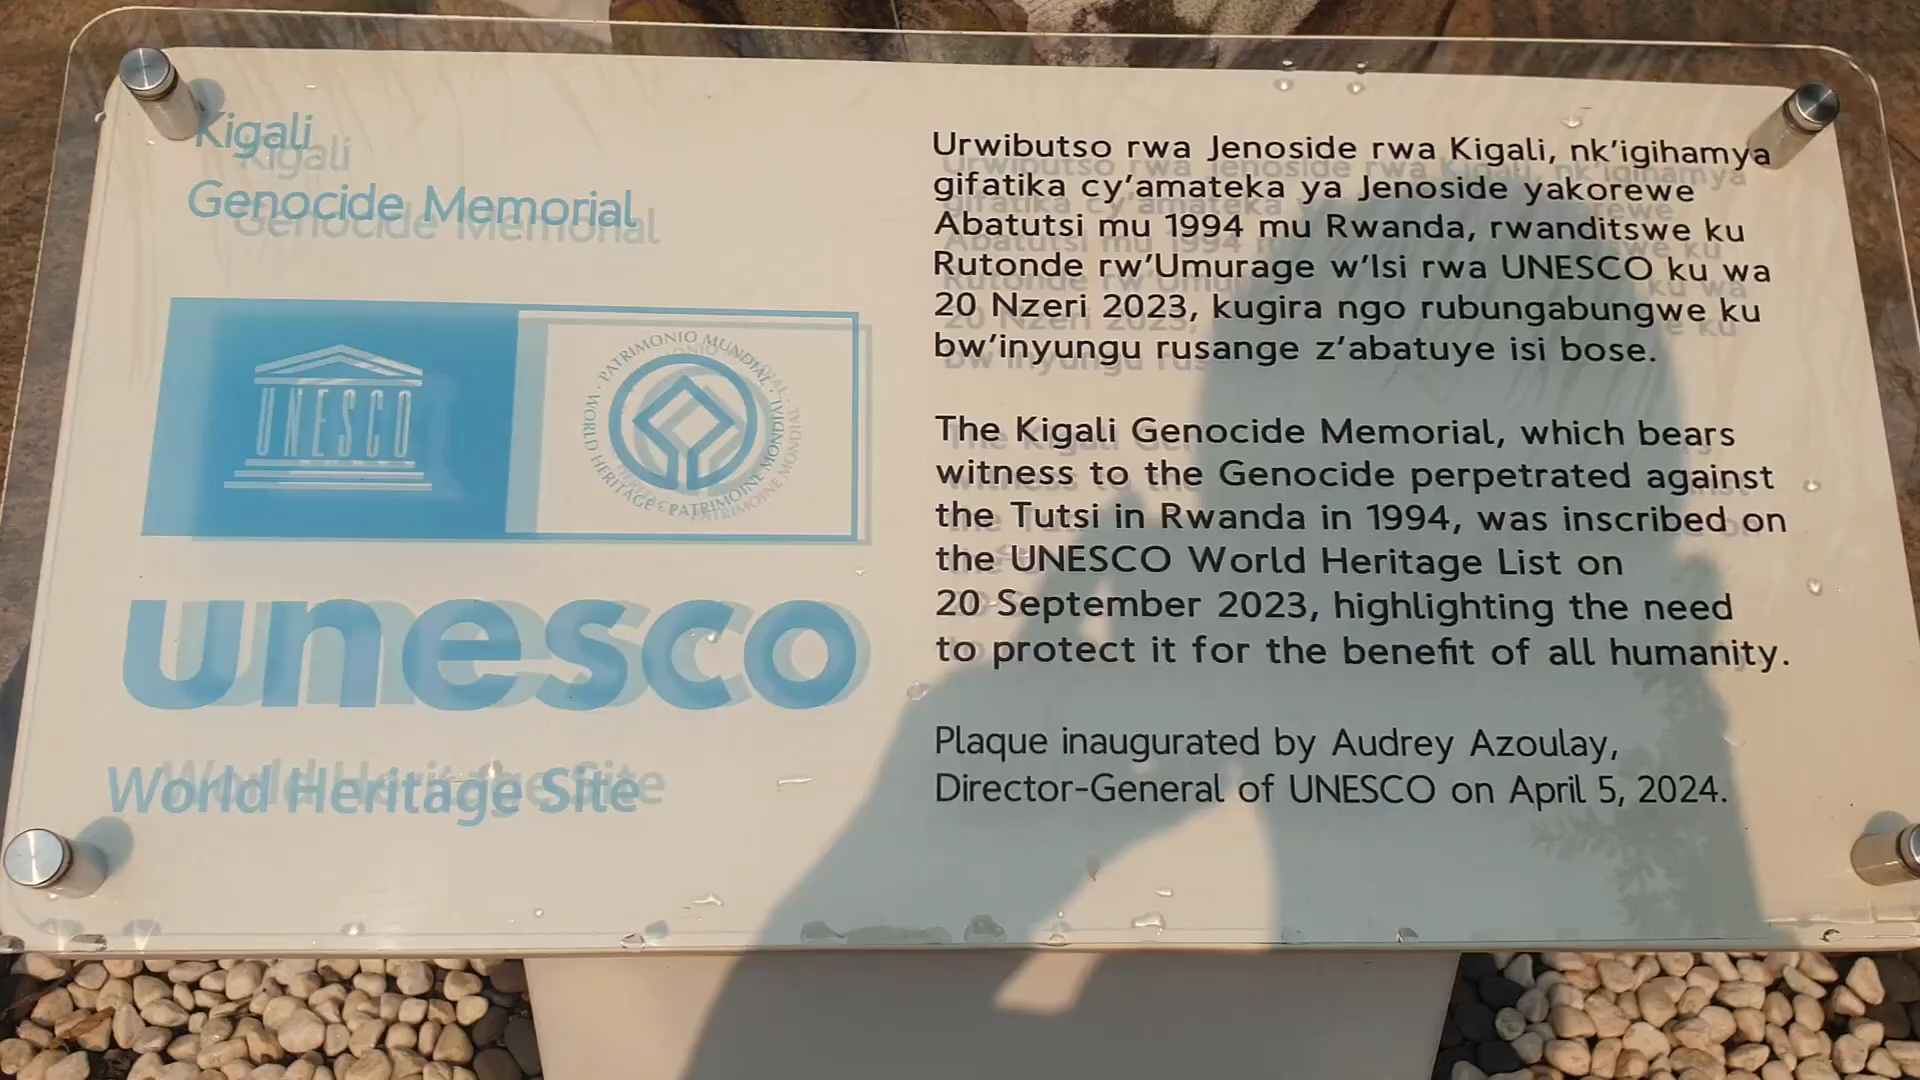 Kigali
Genocide Memorial
UNESCO
PATRIMONIO MUNDIAL · WORLD HERITAGE · PATRIMOINE MONDIAL ·
unesco
World Heritage Site
Urwibutso rwa Jenoside rwa Kigali, nk'igihamya
gifatika cy'amateka ya Jenoside yakorewe
Abatutsi mu 1994 mu Rwanda, rwanditswe ku
Rutonde rw'Umurage w'Isi rwa UNESCO ku wa
20 Nzeri 2023, kugira ngo rubungabungwe ku
bw'inyungu rusange z'abatuye isi bose.
The Kigali Genocide Memorial, which bears
witness to the Genocide perpetrated against
the Tutsi in Rwanda in 1994, was inscribed on
the UNESCO World Heritage List on
20 September 2023, highlighting the need
to protect it for the benefit of all humanity.
Plaque inaugurated by Audrey Azoulay,
Director-General of UNESCO on April 5, 2024.